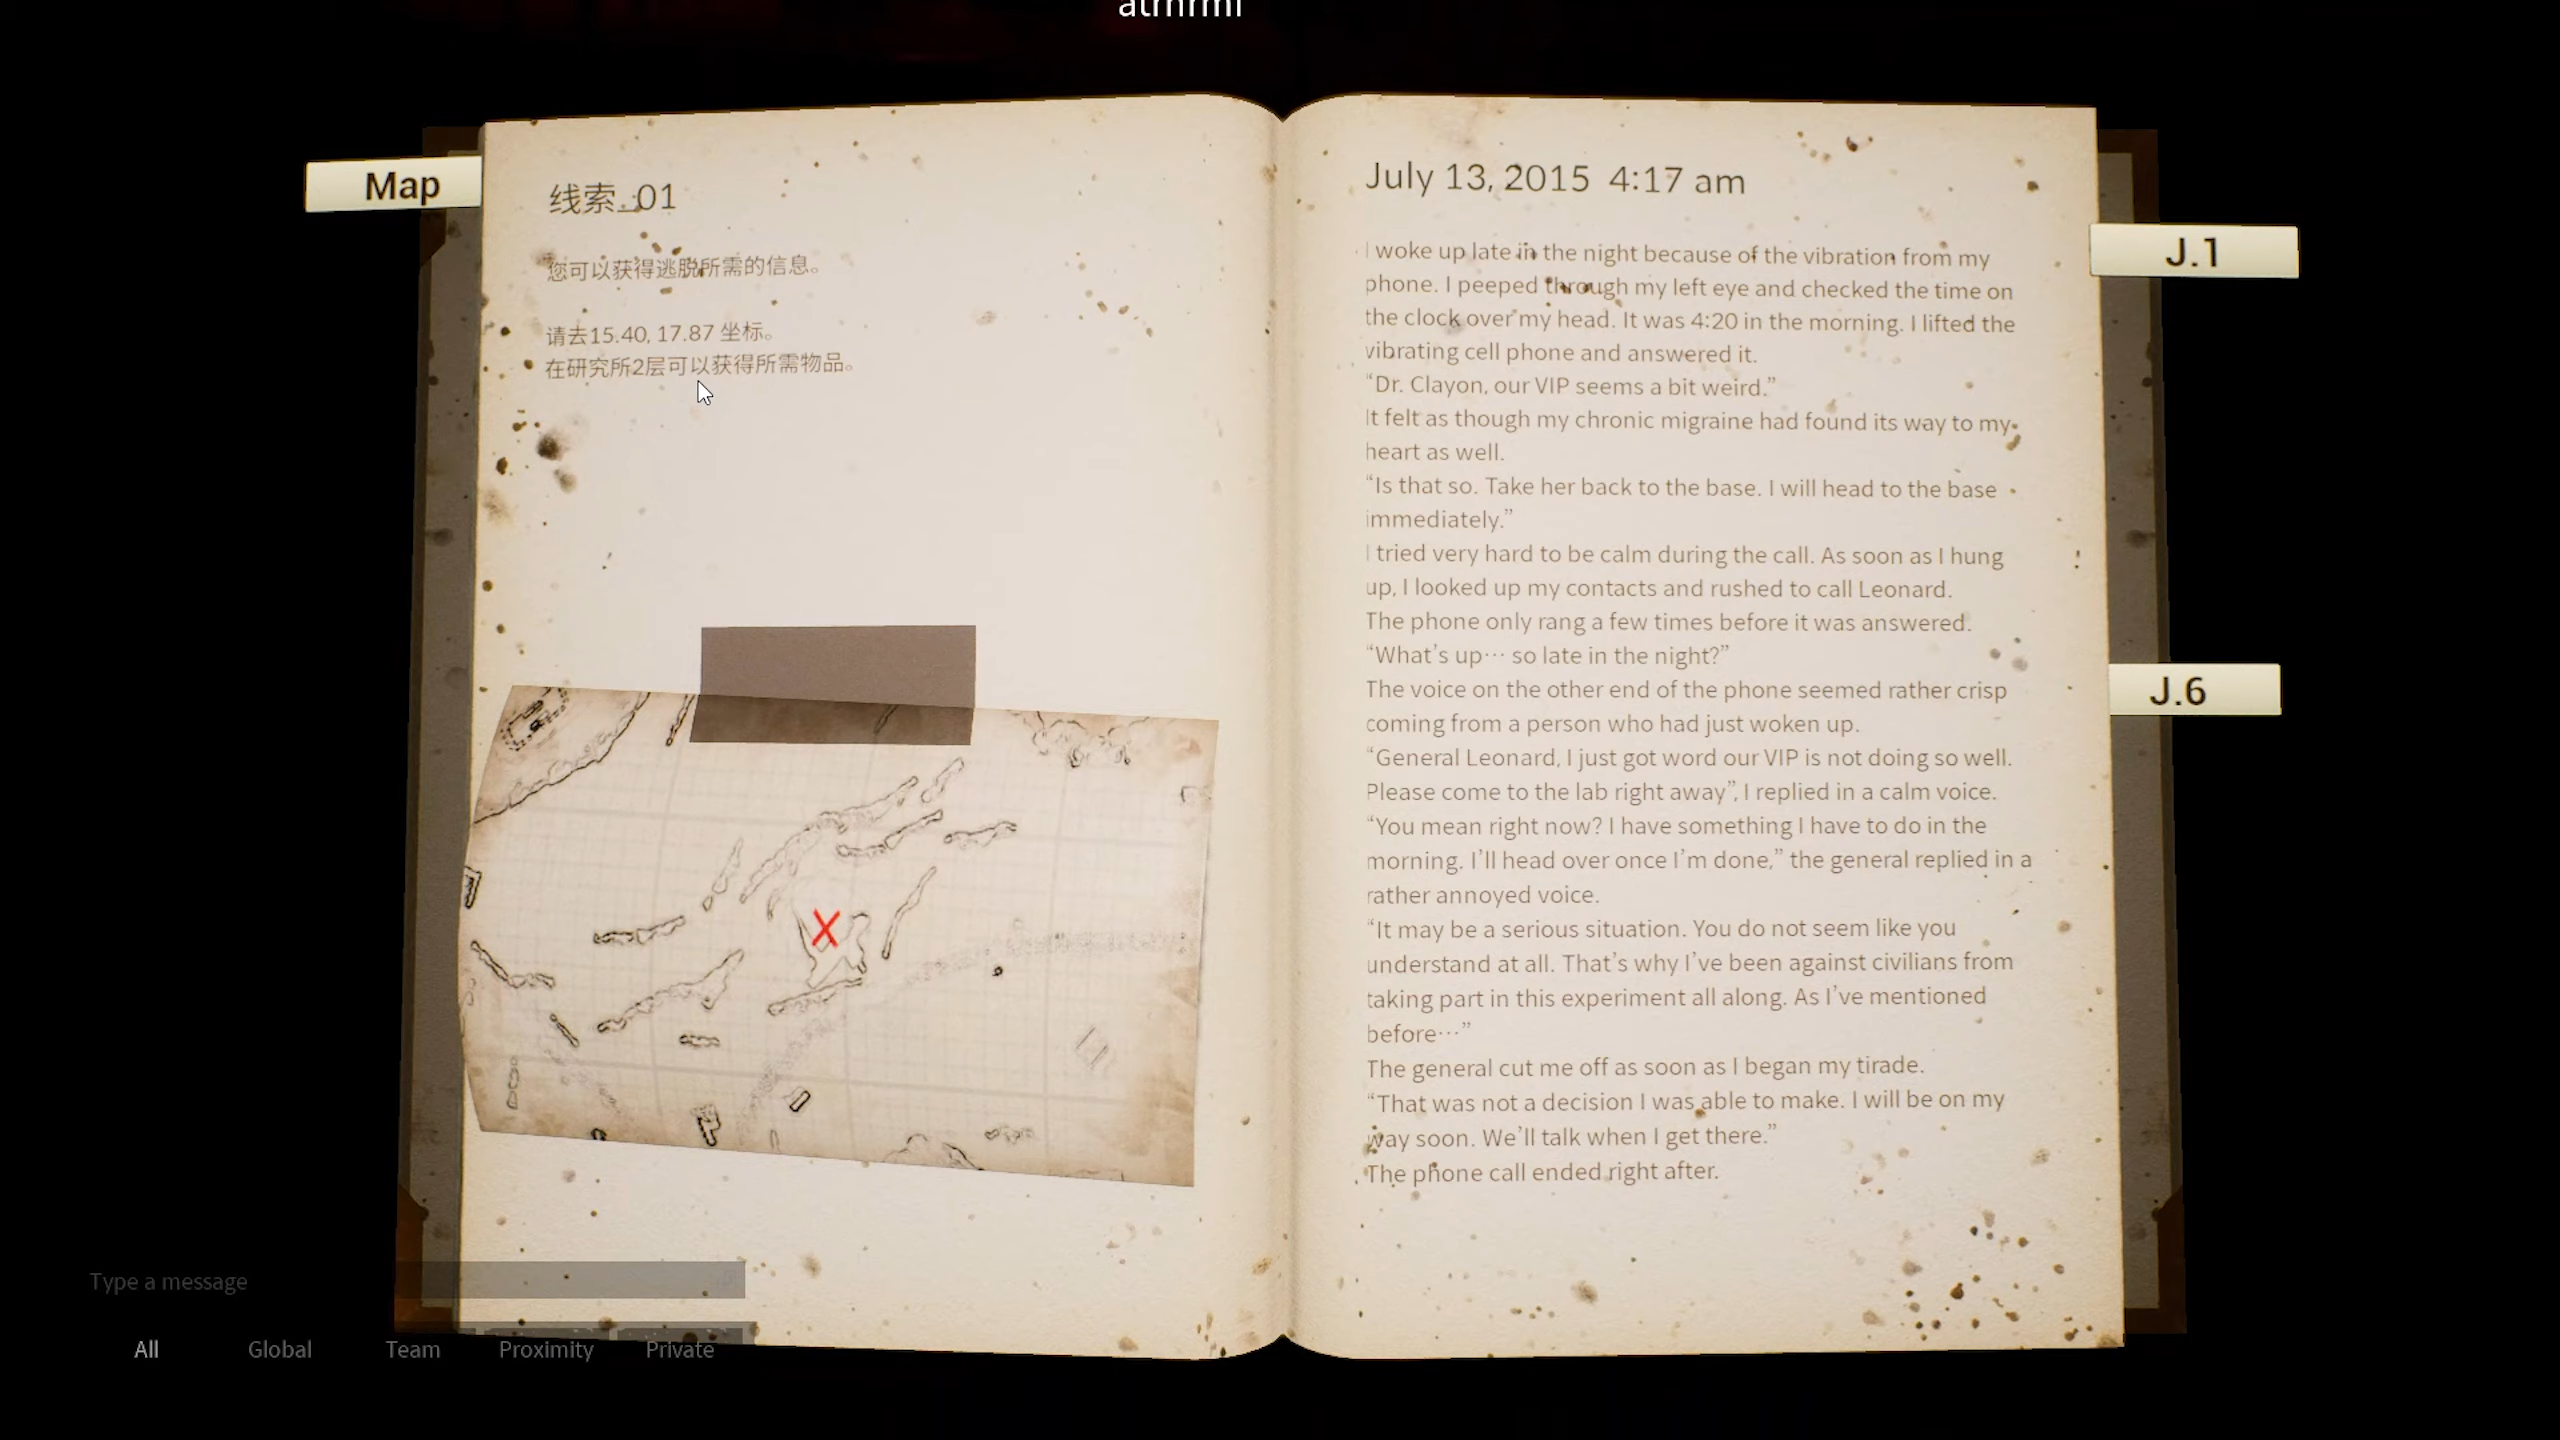 Map
线索_01
您可以获得逃脱所需的信息。
请去15.40, 17.87 坐标。
在研究所2层可以获得所需物品。
July 13, 2015 4:17 am
I woke up late in the night because of the vibration from my
phone. I peeped through my left eye and checked the time on
the clock over my head. It was 4:20 in the morning. I lifted the
vibrating cell phone and answered it.
“Dr. Clayon, our VIP seems a bit weird.”
It felt as though my chronic migraine had found its way to my
heart as well.
“Is that so. Take her back to the base. I will head to the base
immediately.”
I tried very hard to be calm during the call. As soon as I hung
up, I looked up my contacts and rushed to call Leonard.
The phone only rang a few times before it was answered.
“What’s up… so late in the night?”
The voice on the other end of the phone seemed rather crisp
coming from a person who had just woken up.
“General Leonard, I just got word our VIP is not doing so well.
Please come to the lab right away”, I replied in a calm voice.
“You mean right now? I have something I have to do in the
morning. I’ll head over once I’m done,” the general replied in a
rather annoyed voice.
“It may be a serious situation. You do not seem like you
understand at all. That’s why I’ve been against civilians from
taking part in this experiment all along. As I’ve mentioned
before…”
The general cut me off as soon as I began my tirade.
“That was not a decision I was able to make. I will be on my
way soon. We’ll talk when I get there.”
The phone call ended right after.
J.1
J.6
Type a message
All Global Team Proximity Private